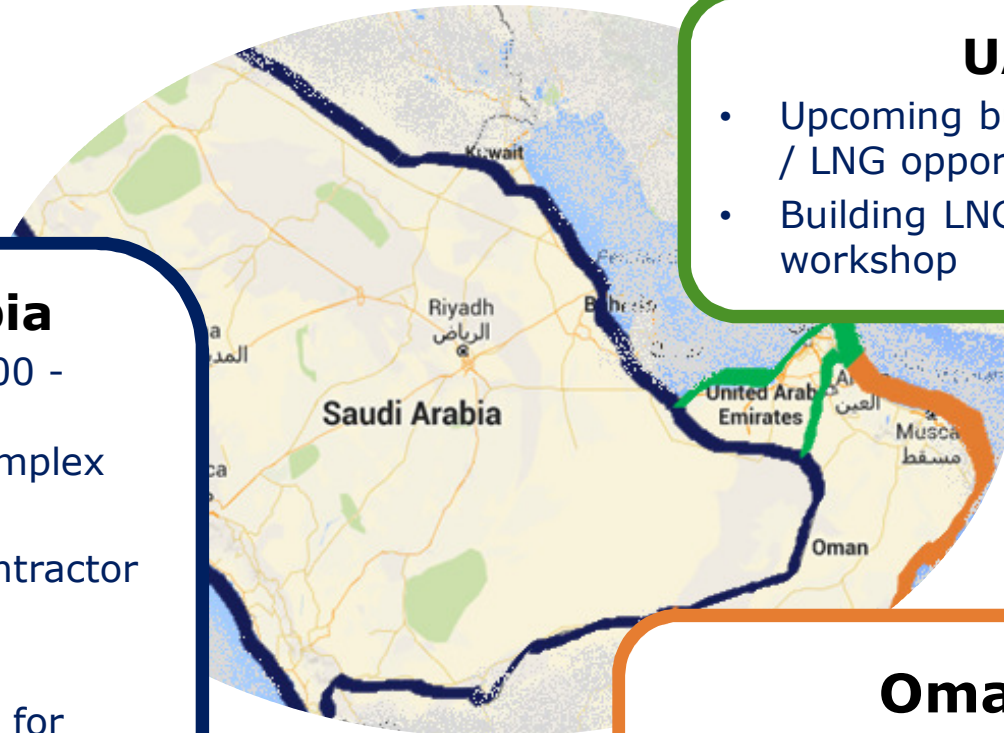 UA
• Upcoming b
/ LNG oppor
• Building LNG
workshop
Kuwait
Riyadh
الرياض
المد
Saudi Arabia
United Arab
Emirates
العين
مسقط
Oman
bia
00 -
mplex
ntractor
for
Oma